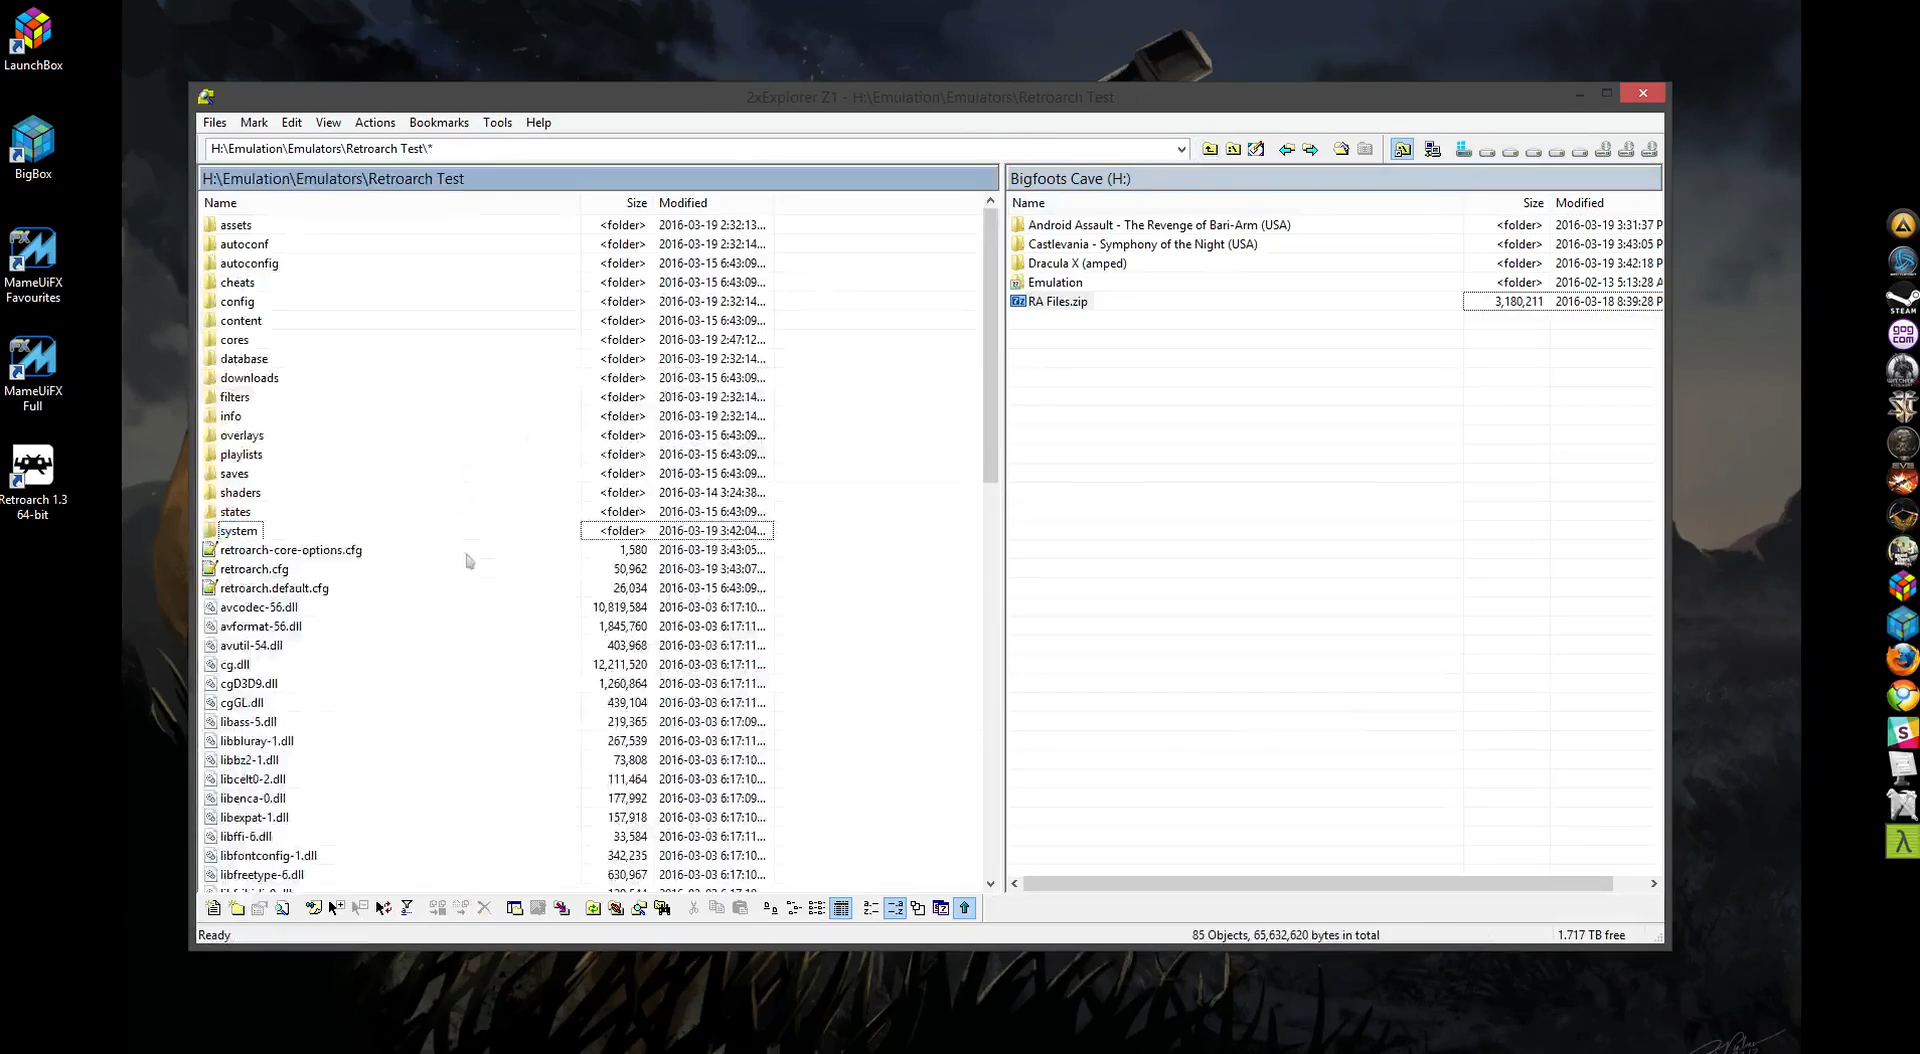 LaunchBox
BigBox
MameUiFX
Favourites
MameUiFX
Full
Retroarch 1.3
64-bit
2xExplorer Z1 - H:\Emulation\Emulators\Retroarch Test
Files Mark Edit View Actions Bookmarks Tools Help
H:\Emulation\Emulators\Retroarch Test\*
H:\Emulation\Emulators\Retroarch Test
Name Size Modified
assets <folder> 2016-03-19 2:32:13...
autoconf <folder> 2016-03-19 2:32:14...
autoconfig <folder> 2016-03-15 6:43:09...
cheats <folder> 2016-03-15 6:43:09...
config <folder> 2016-03-19 2:32:14...
content <folder> 2016-03-15 6:43:09...
cores <folder> 2016-03-19 2:47:12...
database <folder> 2016-03-19 2:32:14...
downloads <folder> 2016-03-15 6:43:09...
filters <folder> 2016-03-19 2:32:14...
info <folder> 2016-03-19 2:32:14...
overlays <folder> 2016-03-15 6:43:09...
playlists <folder> 2016-03-15 6:43:09...
saves <folder> 2016-03-15 6:43:09...
shaders <folder> 2016-03-14 3:24:38...
states <folder> 2016-03-15 6:43:09...
system <folder> 2016-03-19 3:42:04...
retroarch-core-options.cfg 1,580 2016-03-19 3:43:05...
retroarch.cfg 50,962 2016-03-19 3:43:07...
retroarch.default.cfg 26,034 2016-03-15 6:43:09...
avcodec-56.dll 10,819,584 2016-03-03 6:17:10...
avformat-56.dll 1,845,760 2016-03-03 6:17:11...
avutil-54.dll 403,968 2016-03-03 6:17:11...
cg.dll 12,211,520 2016-03-03 6:17:11...
cgD3D9.dll 1,260,864 2016-03-03 6:17:11...
cgGL.dll 439,104 2016-03-03 6:17:11...
libass-5.dll 219,365 2016-03-03 6:17:09...
libbluray-1.dll 267,539 2016-03-03 6:17:11...
libbz2-1.dll 73,808 2016-03-03 6:17:10...
libcelt0-2.dll 111,464 2016-03-03 6:17:10...
libenca-0.dll 177,992 2016-03-03 6:17:09...
libexpat-1.dll 157,918 2016-03-03 6:17:10...
libffi-6.dll 33,584 2016-03-03 6:17:11...
libfontconfig-1.dll 342,235 2016-03-03 6:17:10...
libfreetype-6.dll 630,967 2016-03-03 6:17:10...
Bigfoots Cave (H:)
Name Size Modified
Android Assault - The Revenge of Bari-Arm (USA) <folder> 2016-03-19 3:31:37 P
Castlevania - Symphony of the Night (USA) <folder> 2016-03-19 3:43:05 P
Dracula X (amped) <folder> 2016-03-19 3:42:18 P
Emulation <folder> 2016-02-13 5:13:28 A
RA Files.zip 3,180,211 2016-03-18 8:39:28 P
Ready 85 Objects, 65,632,620 bytes in total 1.717 TB free
STEAM
gog
com
EVE